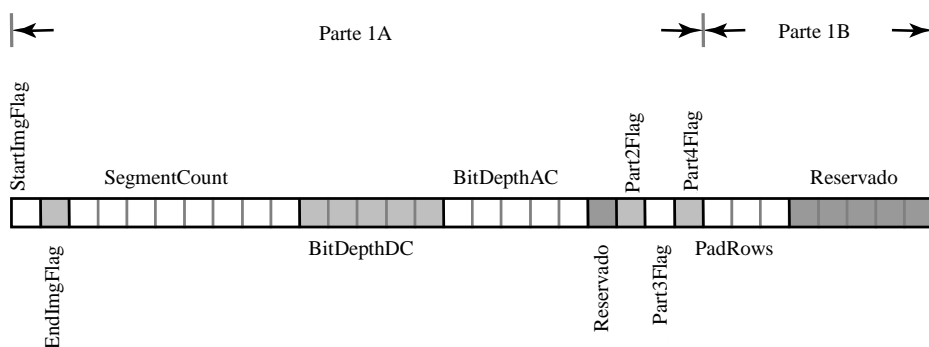 Parte 1A
Parte 1B
StartImgFlag
SegmentCount
BitDepthAC
Part2Flag
Part4Flag
Reservado
EndImgFlag
BitDepthDC
Reservado
Part3Flag
PadRows